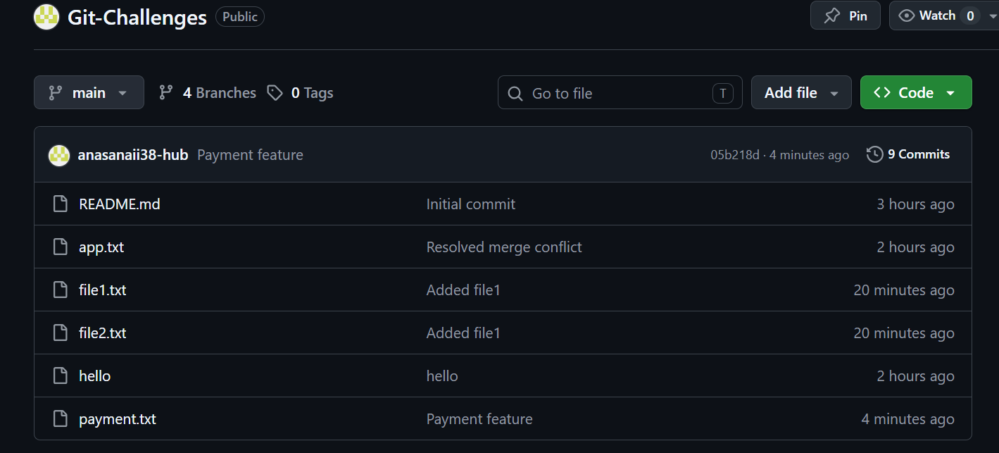 Git-Challenges Public Pin Watch 0
main 4 Branches 0 Tags Go to file T Add file Code
anasanaii38-hub Payment feature 05b218d · 4 minutes ago 9 Commits
README.md Initial commit 3 hours ago
app.txt Resolved merge conflict 2 hours ago
file1.txt Added file1 20 minutes ago
file2.txt Added file1 20 minutes ago
hello hello 2 hours ago
payment.txt Payment feature 4 minutes ago